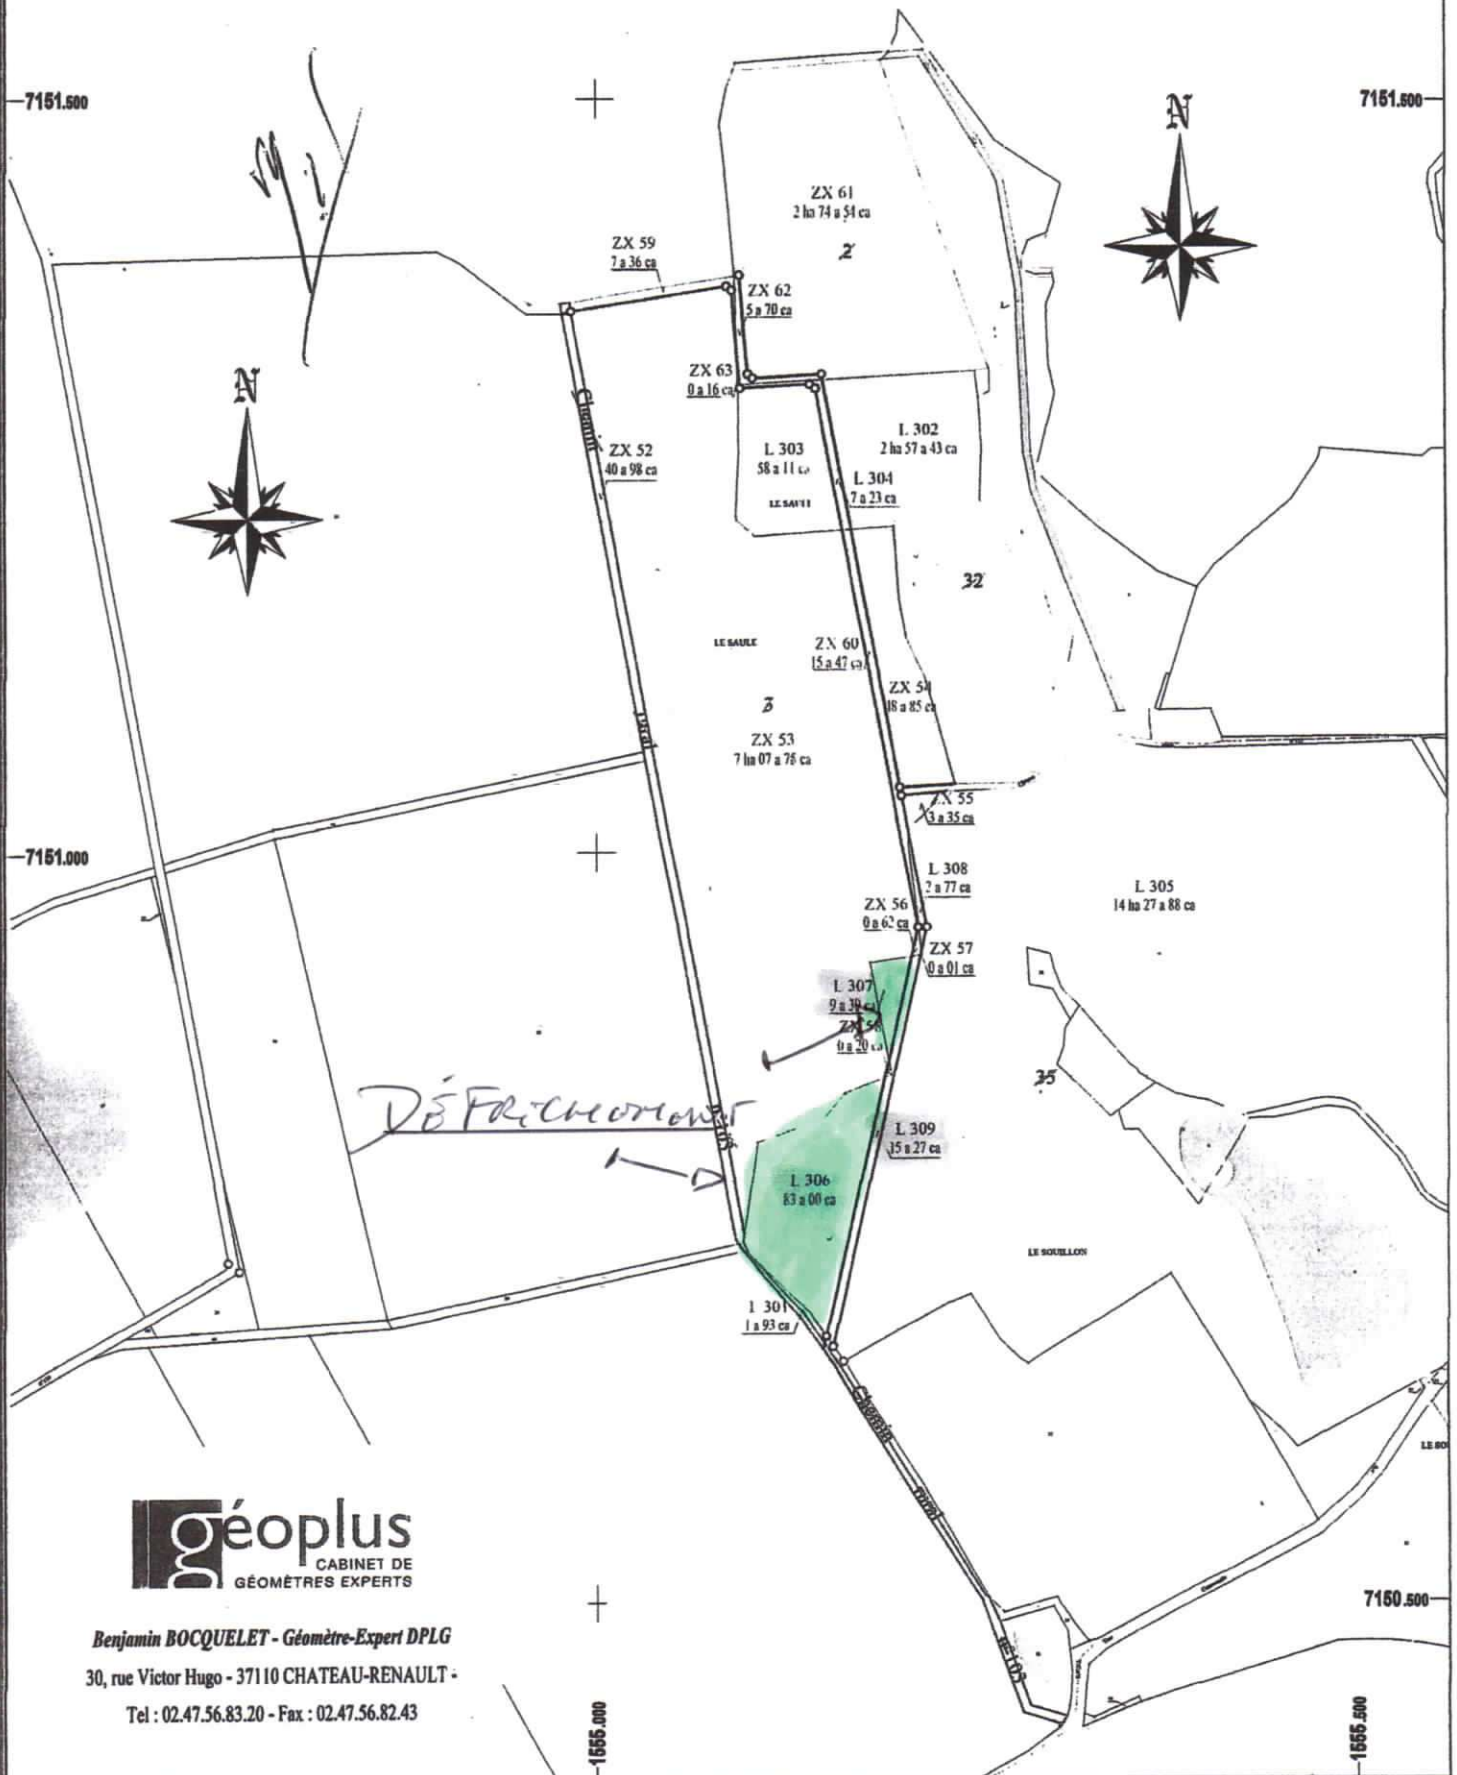 7151.500
7151.500
N
ZX 61
2 ha 74 a 54 ca
2
ZX 59
7 a 36 ca
ZX 62
5 a 70 ca
ZX 63
0 a 16 ca
N
Chemin
ZX 52
40 a 98 ca
L 303
58 a 11 ca
L 302
2 ha 57 a 43 ca
L 304
7 a 23 ca
32
LE SAULE
ZX 60
15 a 47 ca
ZX 54
18 a 85 ca
3
rural
ZX 53
7 ha 07 a 78 ca
ZX 55
3 a 35 ca
7151.000
L 308
2 a 77 ca
L 305
14 ha 27 a 88 ca
ZX 56
0 a 62 ca
ZX 57
0 a 01 ca
L 307
9 a 39 ca
ZX 58
0 a 20 ca
35
DÉFRICHEMENT
n°103
L 309
15 a 27 ca
L 306
83 a 00 ca
LE SOUILLON
L 301
1 a 93 ca
Chemin
rural
n°103
géoplus
CABINET DE
GÉOMÈTRES EXPERTS
7150.500
Benjamin BOCQUELET - Géomètre-Expert DPLG
30, rue Victor Hugo - 37110 CHATEAU-RENAULT -
Tel : 02.47.56.83.20 - Fax : 02.47.56.82.43
1555.000
1555.500